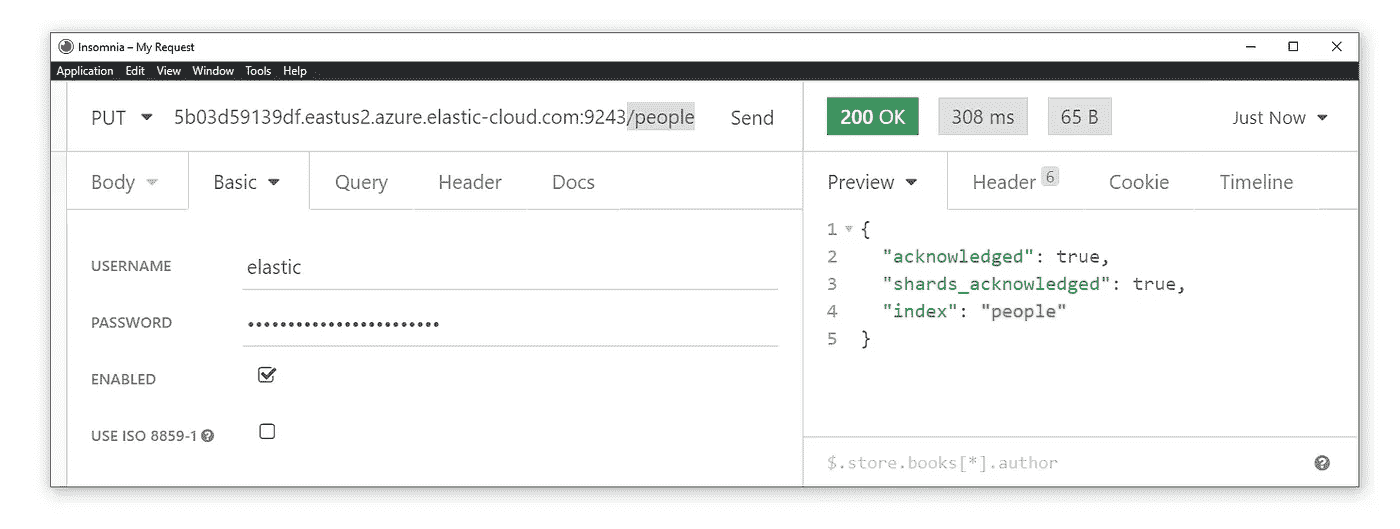 Insomnia – My Request
Application Edit View Window Tools Help
PUT 5b03d59139df.eastus2.azure.elastic-cloud.com:9243/people Send
200 OK 308 ms 65 B Just Now
Body Basic Query Header Docs
Preview Header 6 Cookie Timeline
USERNAME elastic
PASSWORD ••••••••••••••••••••••••
ENABLED
USE ISO 8859-1 ?
1 {
2 "acknowledged": true,
3 "shards_acknowledged": true,
4 "index": "people"
5 }
$.store.books[*].author ?